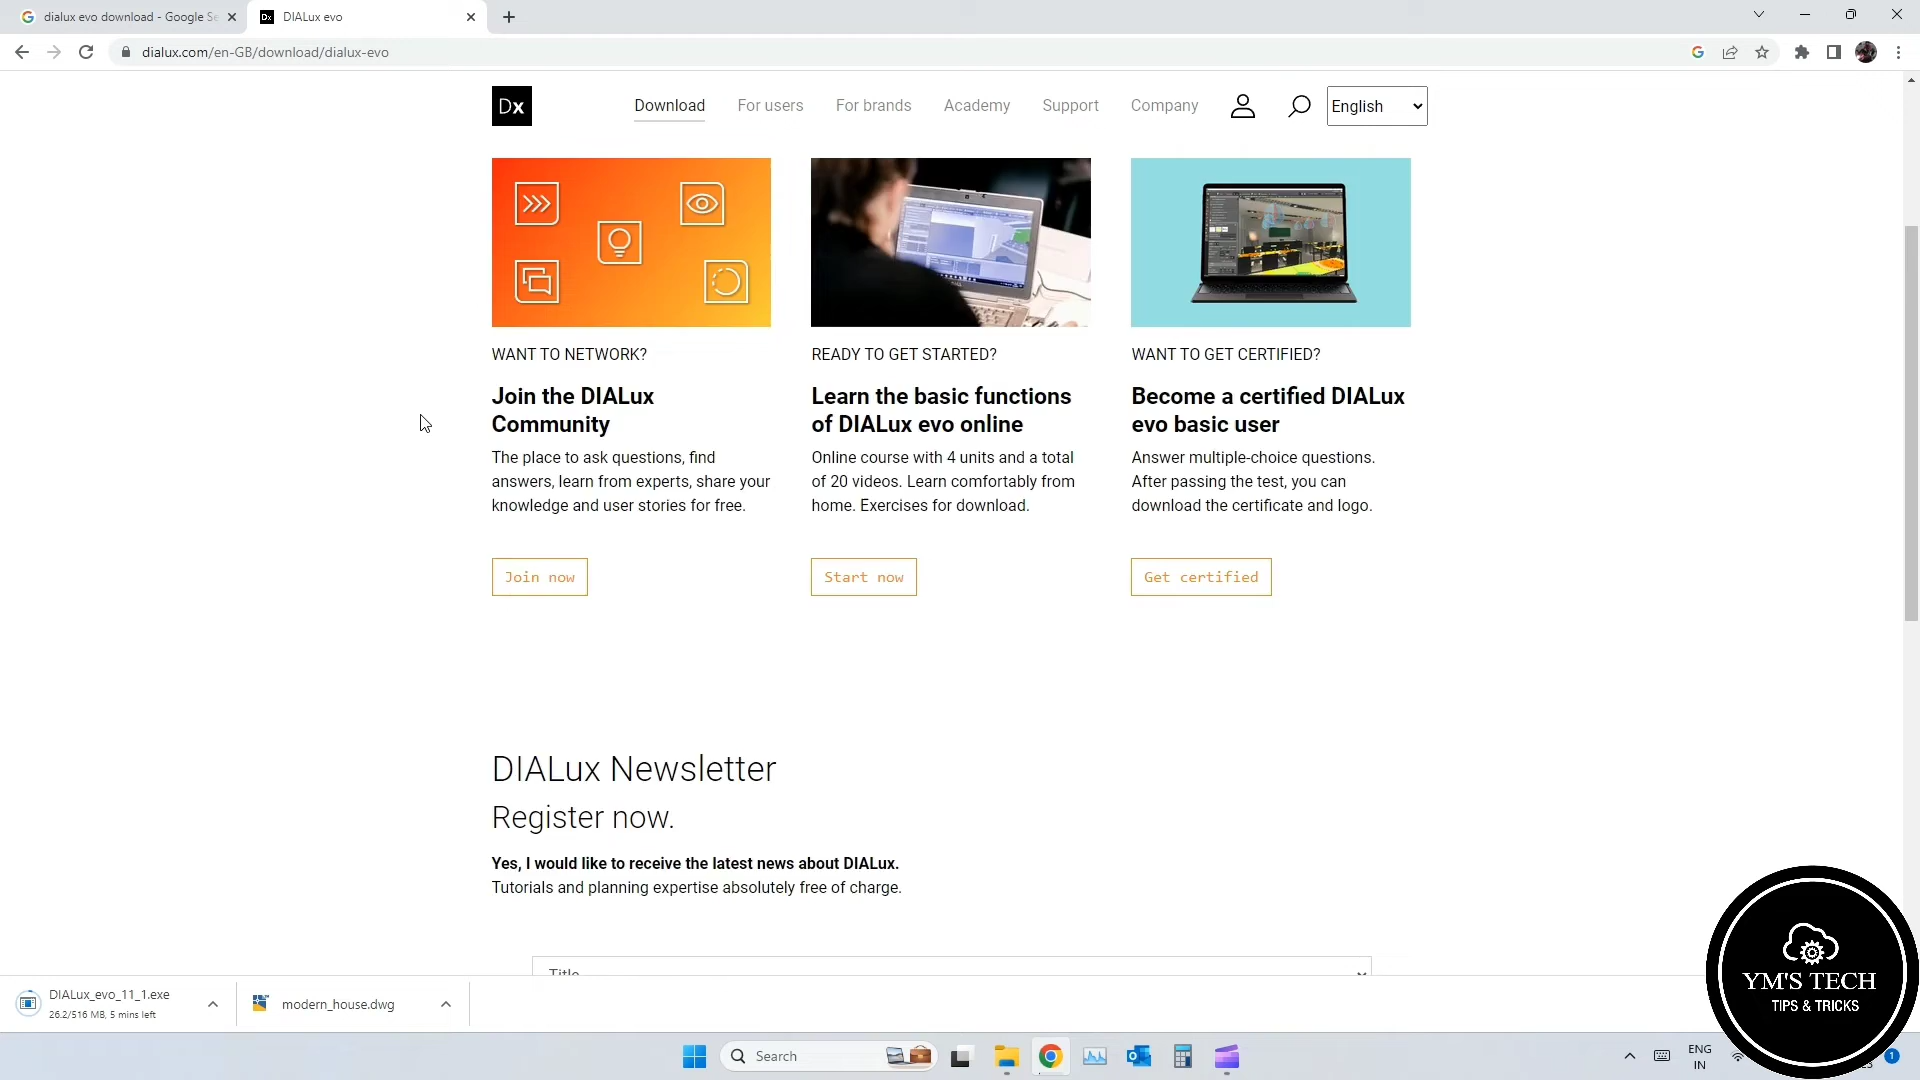 dialux evo download - Google Se
DIALux evo
dialux.com/en-GB/download/dialux-evo
Dx
Download
For users
For brands
Academy
Support
Company
English
WANT TO NETWORK?
Join the DIALux
Community
The place to ask questions, find
answers, learn from experts, share your
knowledge and user stories for free.
Join now
READY TO GET STARTED?
Learn the basic functions
of DIALux evo online
Online course with 4 units and a total
of 20 videos. Learn comfortably from
home. Exercises for download.
Start now
WANT TO GET CERTIFIED?
Become a certified DIALux
evo basic user
Answer multiple-choice questions.
After passing the test, you can
download the certificate and logo.
Get certified
DIALux Newsletter
Register now.
Yes, I would like to receive the latest news about DIALux.
Tutorials and planning expertise absolutely free of charge.
Title
DIALux_evo_11_1.exe
26.2/516 MB, 5 mins left
modern_house.dwg
YM'S TECH
TIPS & TRICKS
Search
ENG
IN
1